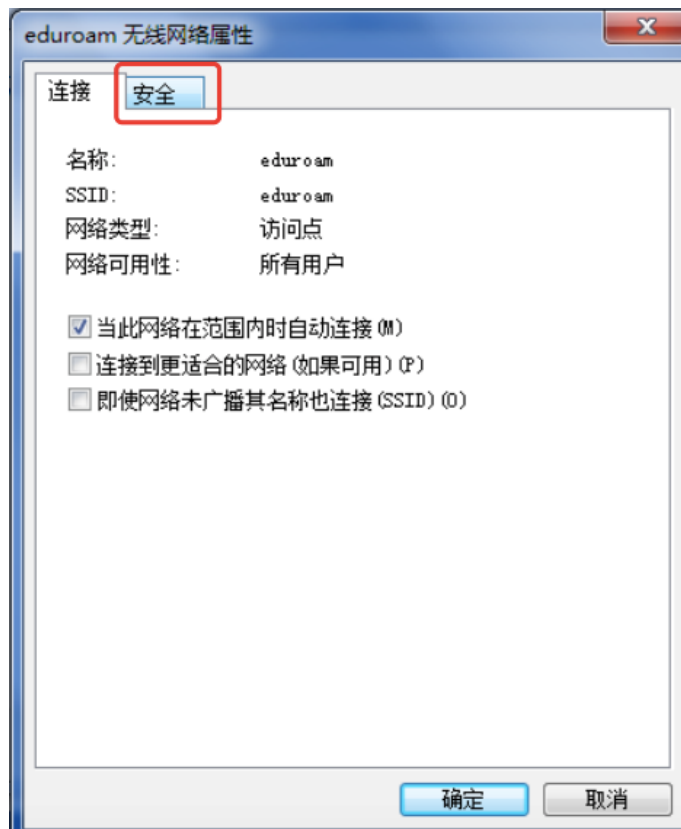 eduroam 无线网络属性
连接 安全
名称: eduroam
SSID: eduroam
网络类型: 访问点
网络可用性: 所有用户
当此网络在范围内时自动连接(M)
连接到更适合的网络(如果可用)(P)
即使网络未广播其名称也连接(SSID)(O)
确定 取消